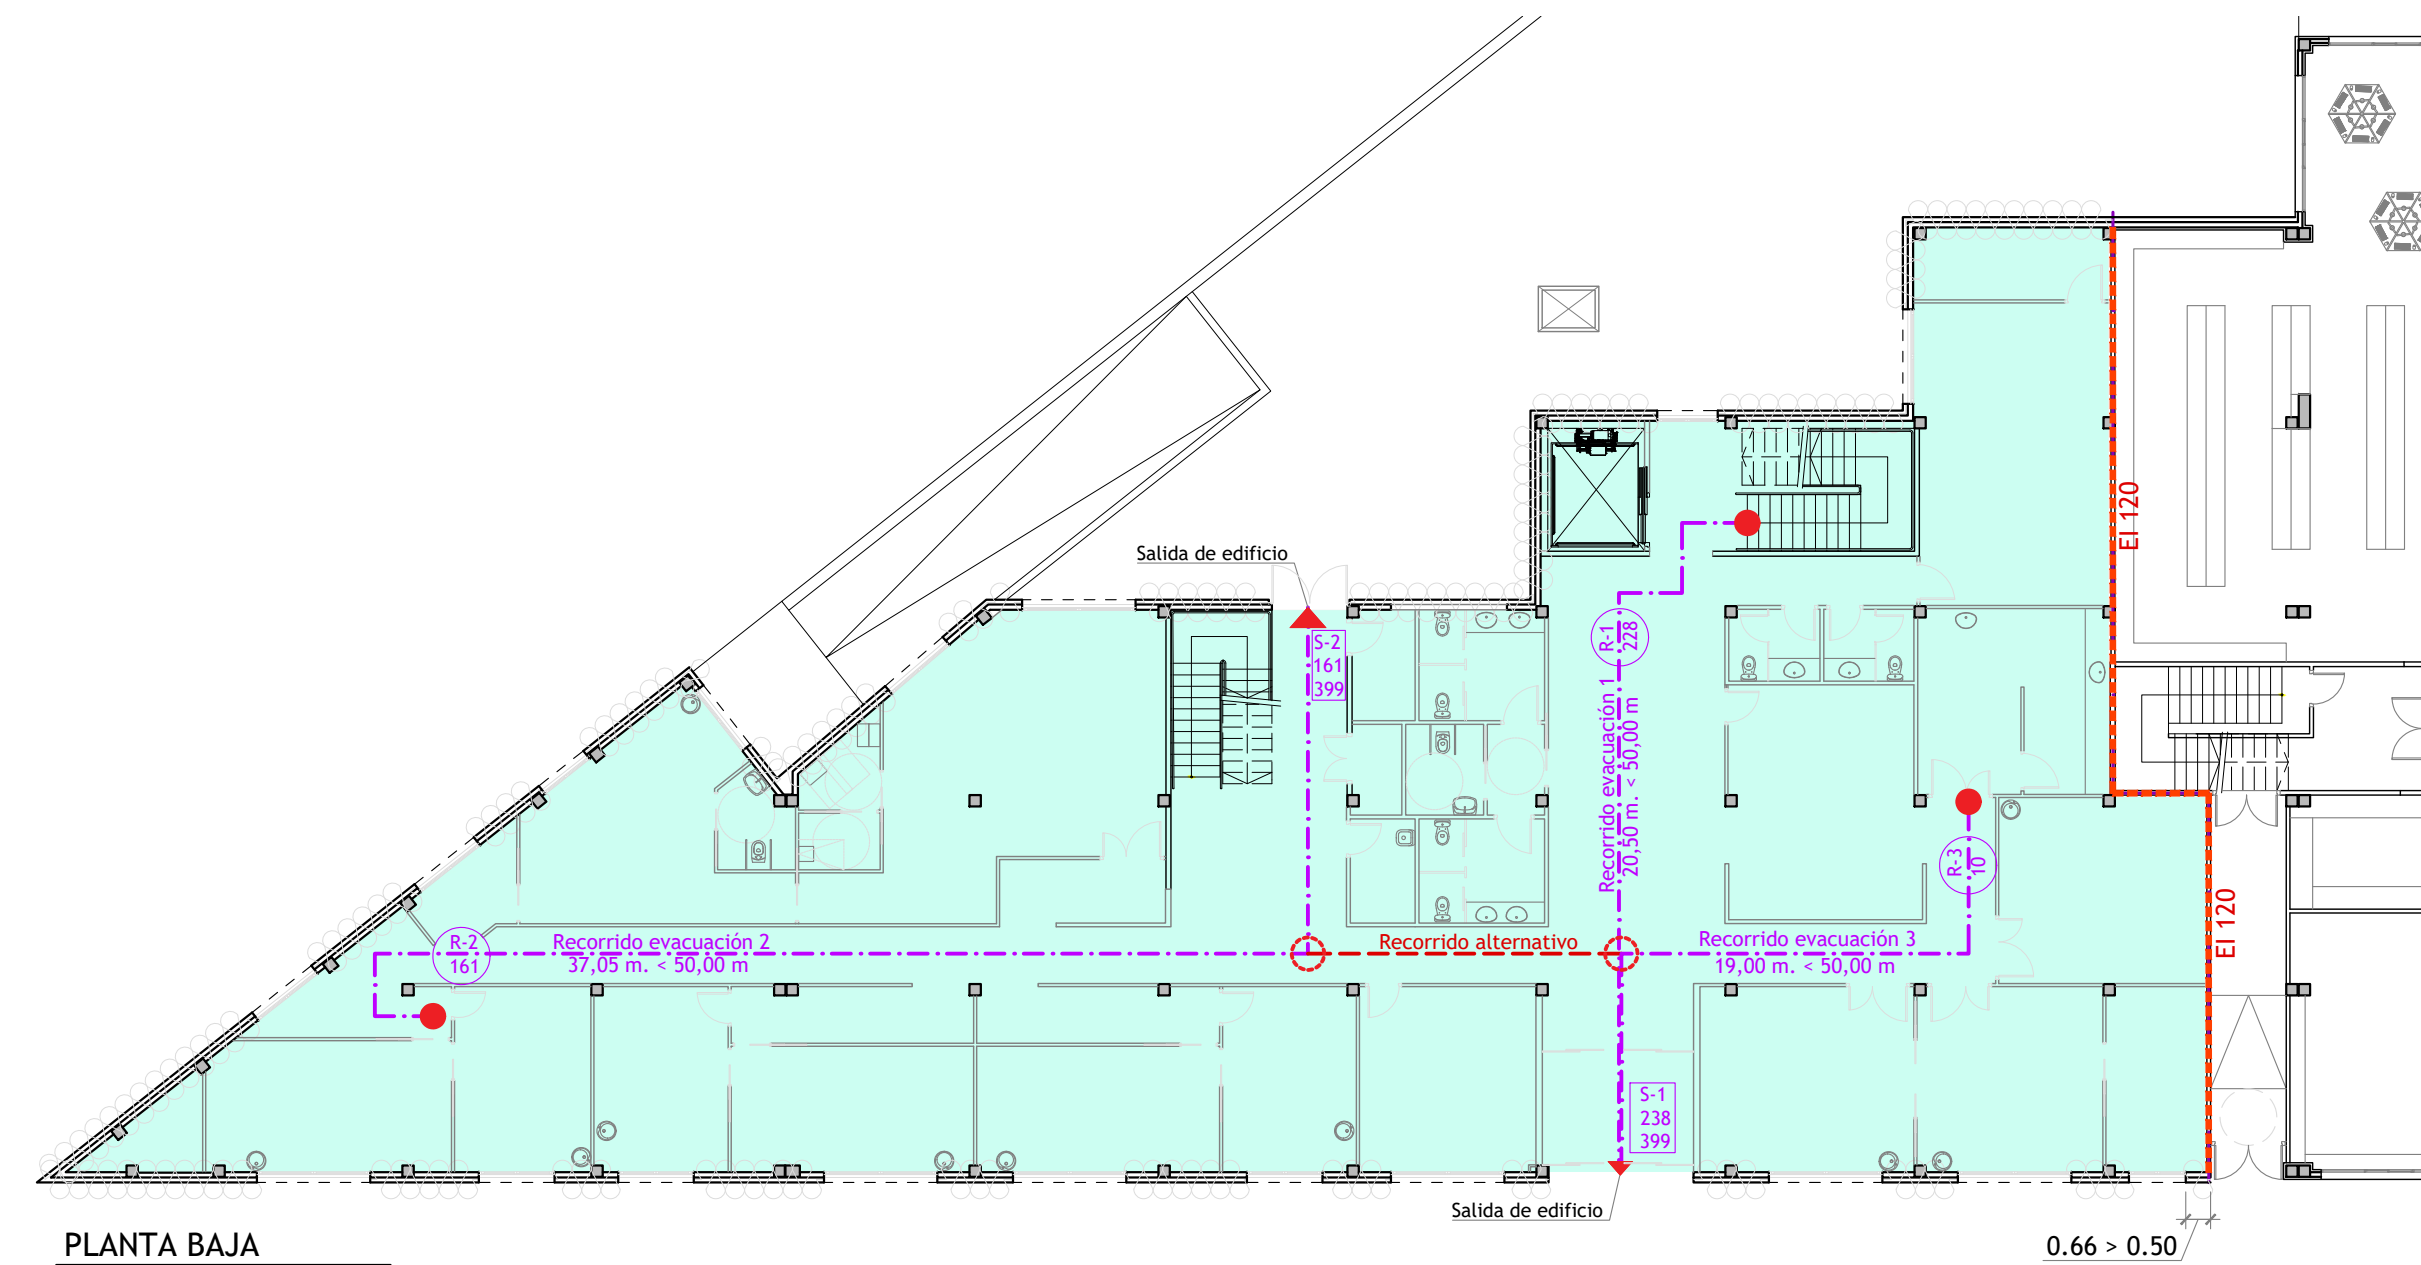 EI 120
Salida de edificio
S-2
161
399
R-1
228
Recorrido evacuación 1
20,50 m. < 50,00 m
R-3
10
EI 120
R-2
161
Recorrido evacuación 2
37,05 m. < 50,00 m
Recorrido alternativo
Recorrido evacuación 3
19,00 m. < 50,00 m
S-1
238
399
Salida de edificio
PLANTA BAJA
0.66 > 0.50